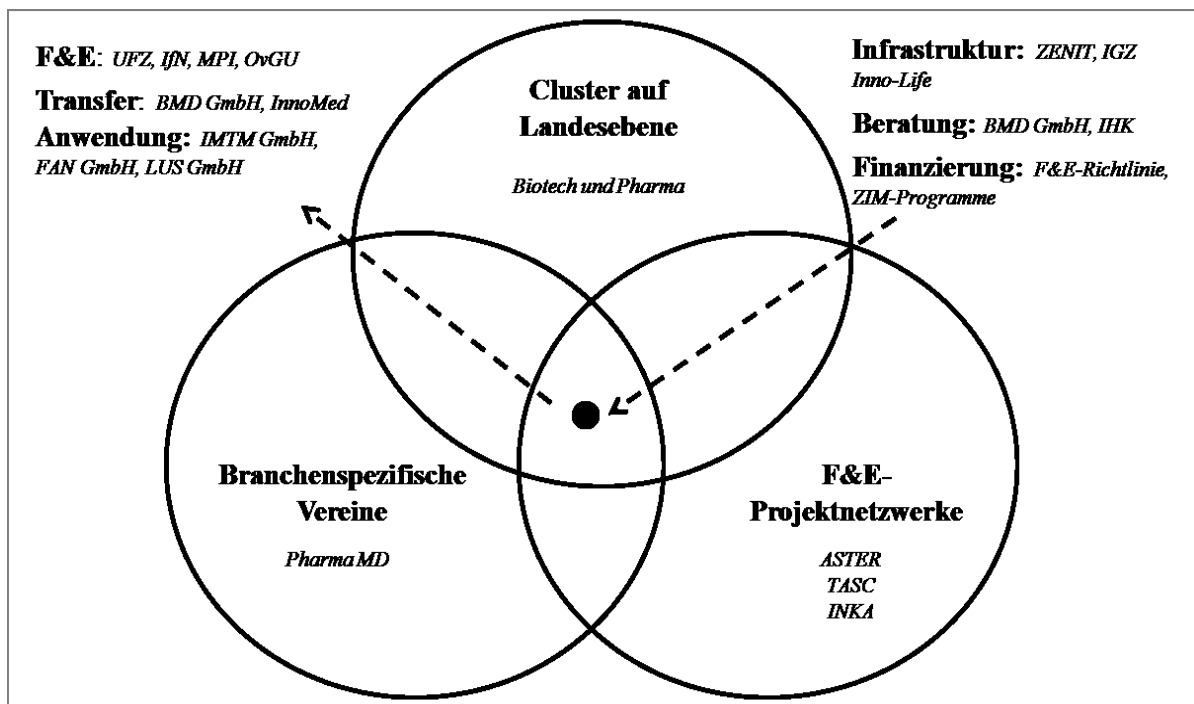 F&E: UFZ, IfN, MPI, OvGU
Transfer: BMD GmbH, InnoMed
Anwendung: IMTM GmbH,
FAN GmbH, LUS GmbH
Cluster auf
Landesebene
Biotech und Pharma
Infrastruktur: ZENIT, IGZ
Inno-Life
Beratung: BMD GmbH, IHK
Finanzierung: F&E-Richtlinie,
ZIM-Programme
Branchenspezifische
Vereine
Pharma MD
F&E-
Projektnetzwerke
ASTER
TASC
INKA